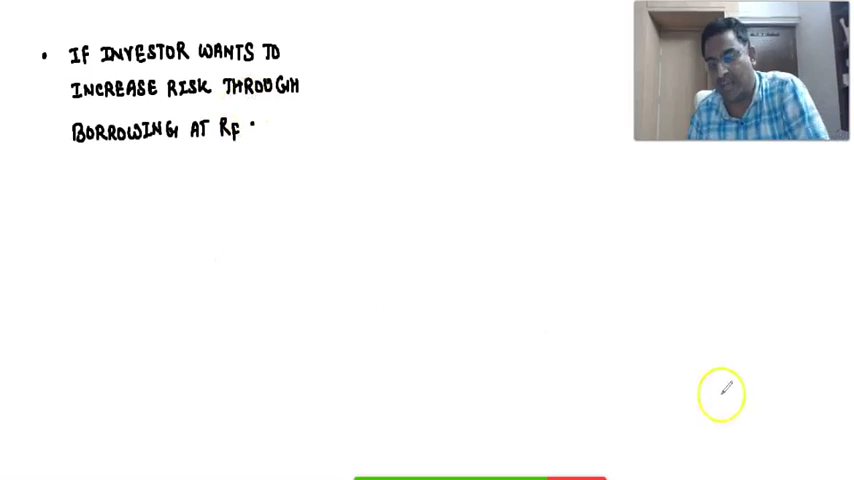 • IF INVESTOR WANTS TO
INCREASE RISK THROUGH
BORROWING AT RF •